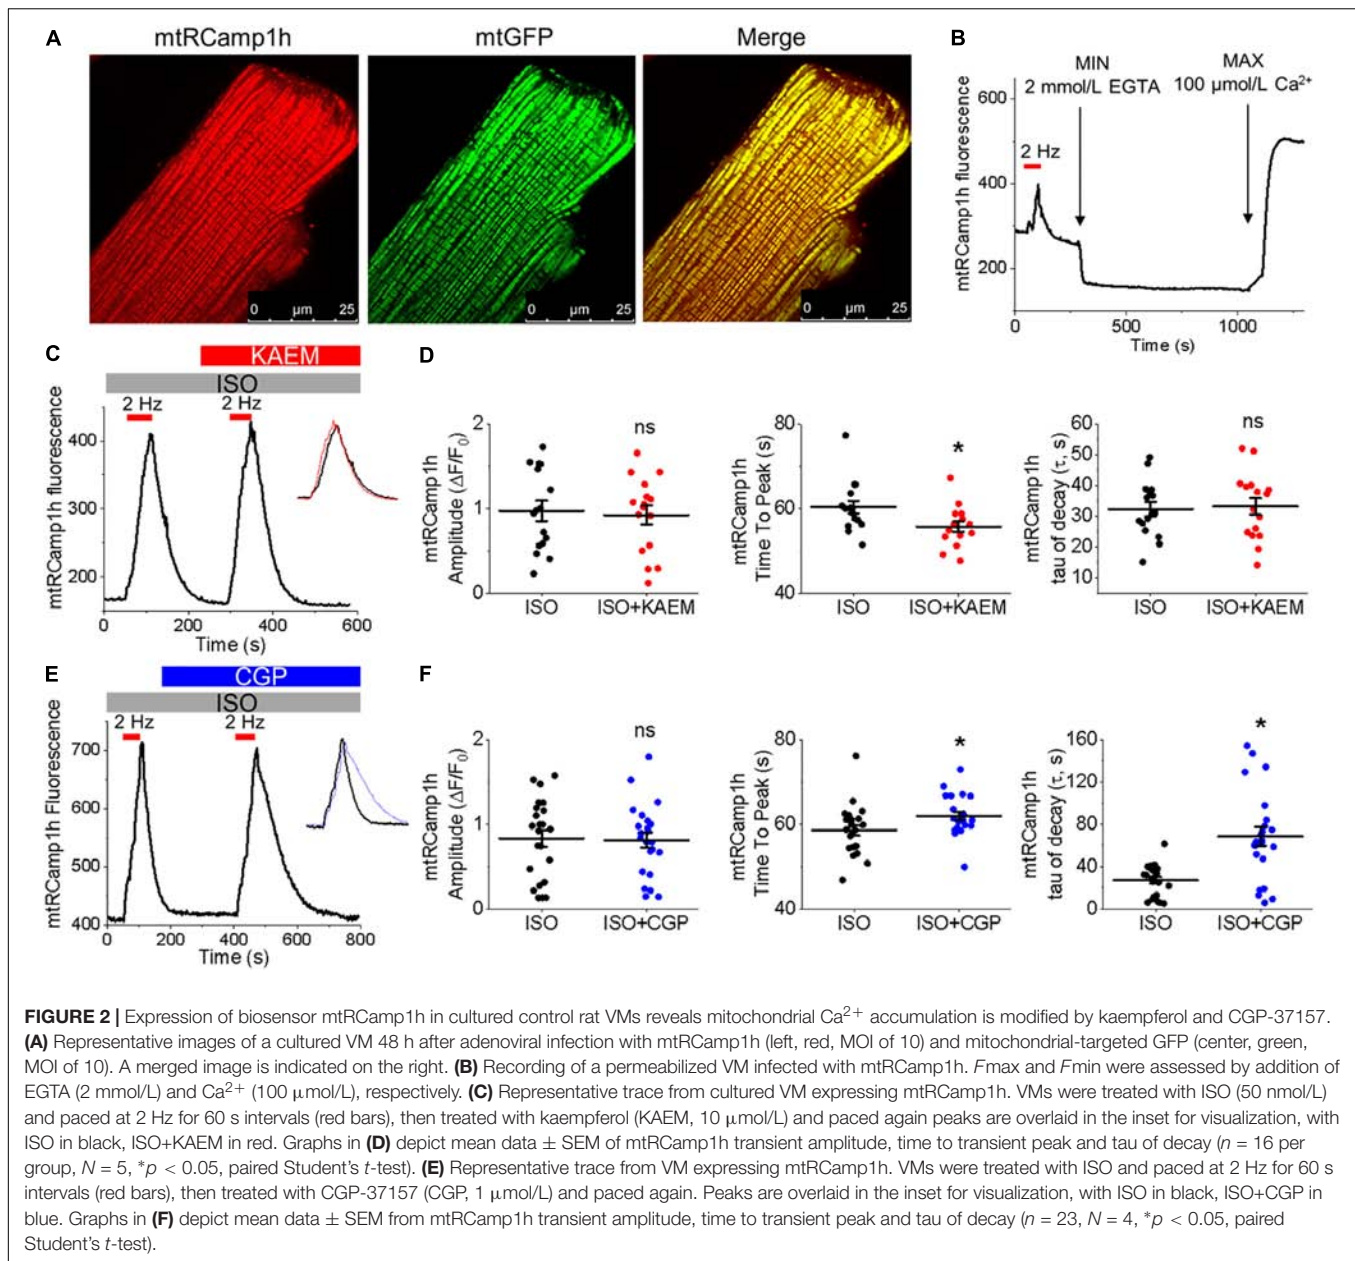 A
mtRCamp1h
mtGFP
Merge
0 µm 25
0 µm 25
0 µm 25
B
MIN
2 mmol/L EGTA
MAX
100 µmol/L Ca²⁺
2 Hz
mtRCamp1h fluorescence
600
400
200
0 500 1000
Time (s)
C
KAEM
ISO
2 Hz
2 Hz
mtRCamp1h fluorescence
400
300
200
0 200 400 600
Time (s)
D
mtRCamp1h
Amplitude (ΔF/F₀)
2
1
0
ns
ISO ISO+KAEM
mtRCamp1h
Time To Peak (s)
80
60
40
*
ISO ISO+KAEM
mtRCamp1h
tau of decay (τ, s)
60
50
40
30
20
10
ns
ISO ISO+KAEM
E
CGP
ISO
2 Hz
2 Hz
mtRCamp1h Fluorescence
700
600
500
400
0 200 400 600 800
Time (s)
F
mtRCamp1h
Amplitude (ΔF/F₀)
2
1
0
ns
ISO ISO+CGP
mtRCamp1h
Time To Peak (s)
80
60
40
*
ISO ISO+CGP
mtRCamp1h
tau of decay (τ, s)
160
120
80
40
0
*
ISO ISO+CGP
FIGURE 2 | Expression of biosensor mtRCamp1h in cultured control rat VMs reveals mitochondrial Ca²⁺ accumulation is modified by kaempferol and CGP-37157.
(A) Representative images of a cultured VM 48 h after adenoviral infection with mtRCamp1h (left, red, MOI of 10) and mitochondrial-targeted GFP (center, green,
MOI of 10). A merged image is indicated on the right. (B) Recording of a permeabilized VM infected with mtRCamp1h. Fmax and Fmin were assessed by addition of
EGTA (2 mmol/L) and Ca²⁺ (100 μmol/L), respectively. (C) Representative trace from cultured VM expressing mtRCamp1h. VMs were treated with ISO (50 nmol/L)
and paced at 2 Hz for 60 s intervals (red bars), then treated with kaempferol (KAEM, 10 μmol/L) and paced again peaks are overlaid in the inset for visualization, with
ISO in black, ISO+KAEM in red. Graphs in (D) depict mean data ± SEM of mtRCamp1h transient amplitude, time to transient peak and tau of decay (n = 16 per
group, N = 5, *p < 0.05, paired Student's t-test). (E) Representative trace from VM expressing mtRCamp1h. VMs were treated with ISO and paced at 2 Hz for 60 s
intervals (red bars), then treated with CGP-37157 (CGP, 1 μmol/L) and paced again. Peaks are overlaid in the inset for visualization, with ISO in black, ISO+CGP in
blue. Graphs in (F) depict mean data ± SEM from mtRCamp1h transient amplitude, time to transient peak and tau of decay (n = 23, N = 4, *p < 0.05, paired
Student's t-test).